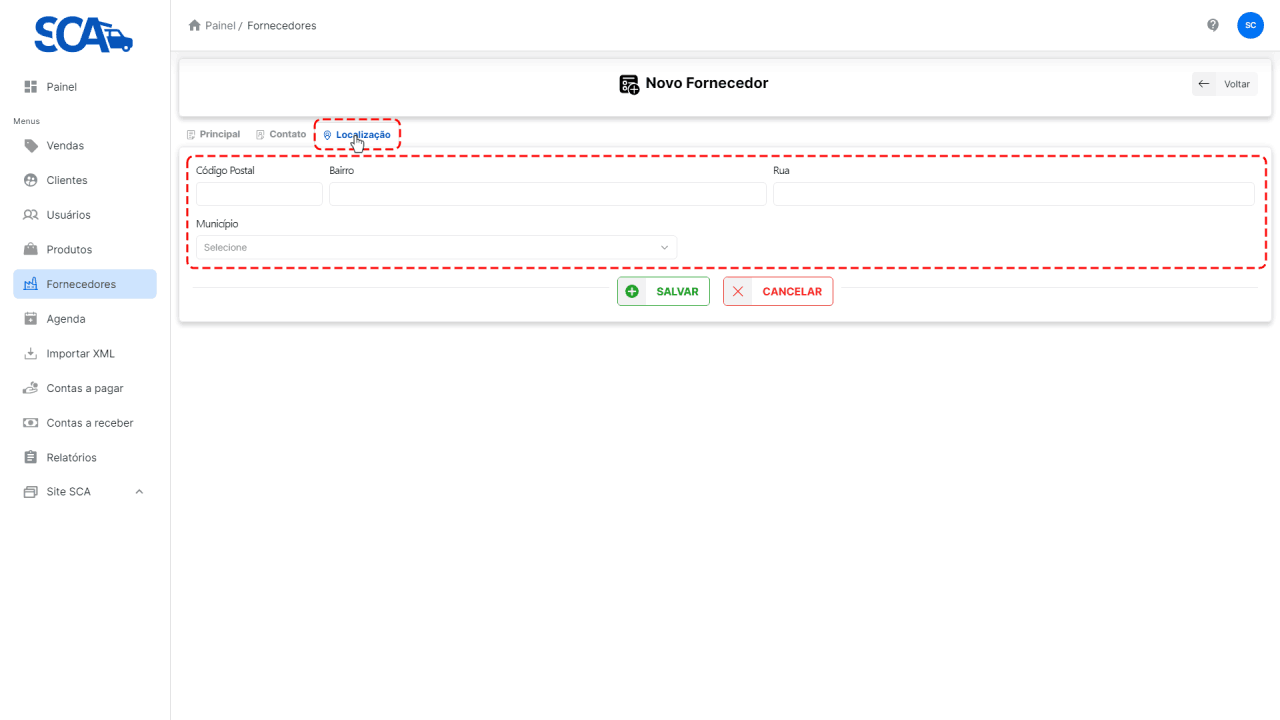 SCA
Painel / Fornecedores
SC
Painel
Menus
Vendas
Clientes
Usuários
Produtos
Fornecedores
Agenda
Importar XML
Contas a pagar
Contas a receber
Relatórios
Site SCA
Novo Fornecedor
Voltar
Principal
Contato
Localização
Código Postal
Bairro
Rua
Município
Selecione
SALVAR
CANCELAR